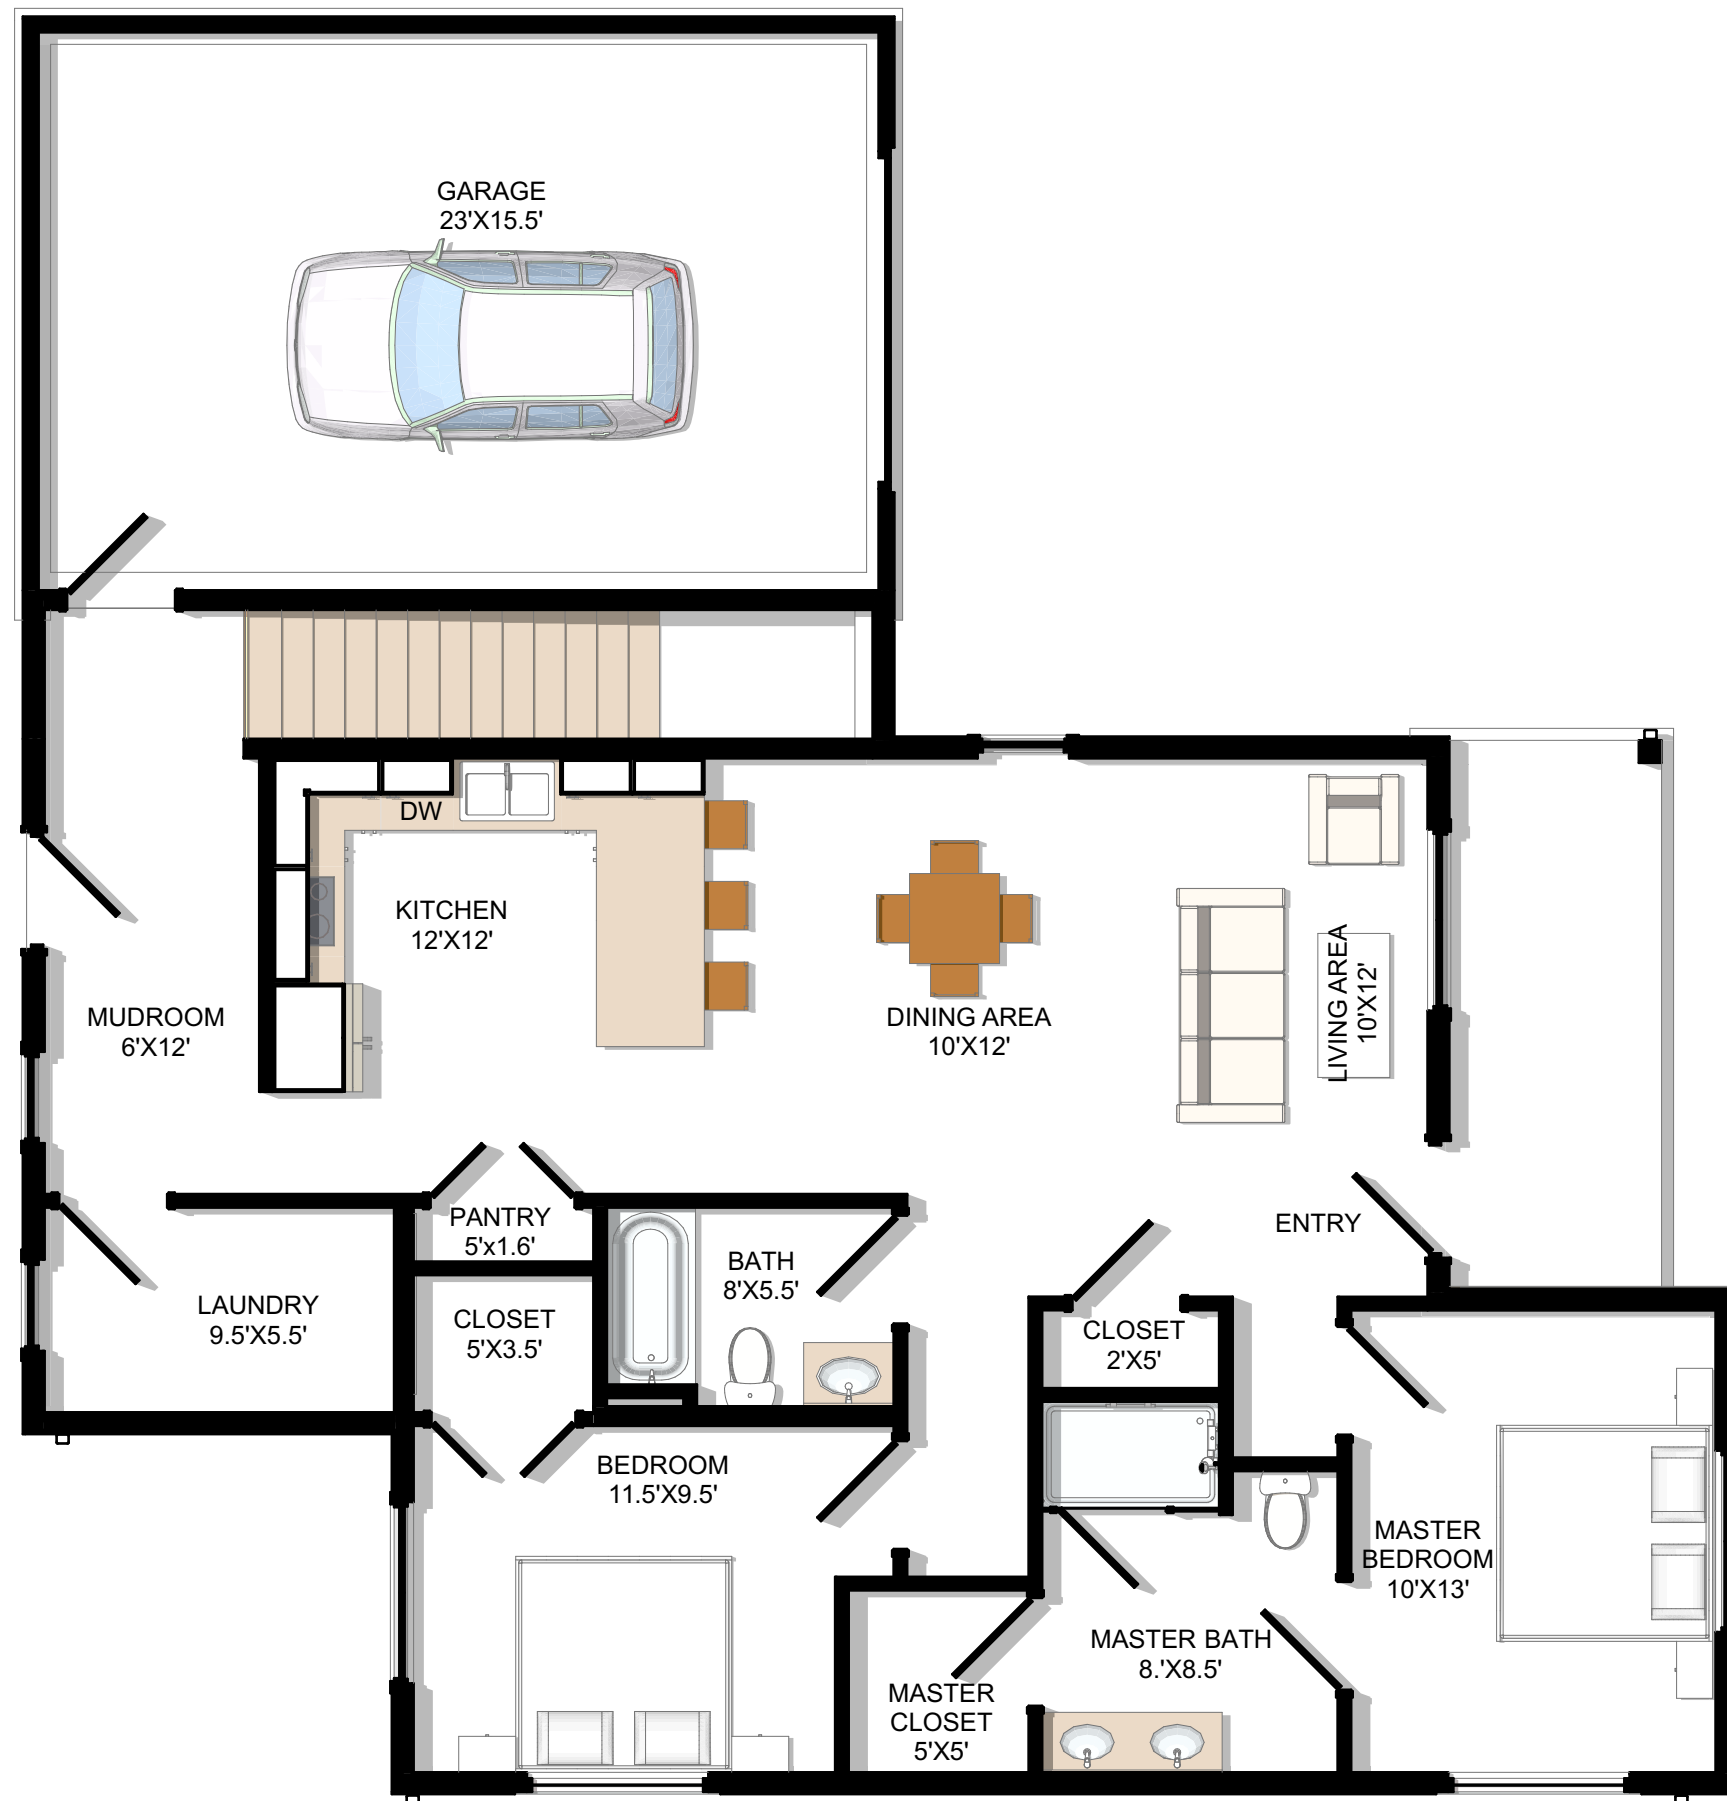 GARAGE
23'X15.5'
DW
KITCHEN
12'X12'
MUDROOM
6'X12'
DINING AREA
10'X12'
LIVING AREA
10'X12'
PANTRY
5'x1.6'
BATH
8'X5.5'
ENTRY
LAUNDRY
9.5'X5.5'
CLOSET
5'X3.5'
CLOSET
2'X5'
BEDROOM
11.5'X9.5'
MASTER
BEDROOM
10'X13'
MASTER BATH
8.'X8.5'
MASTER
CLOSET
5'X5'